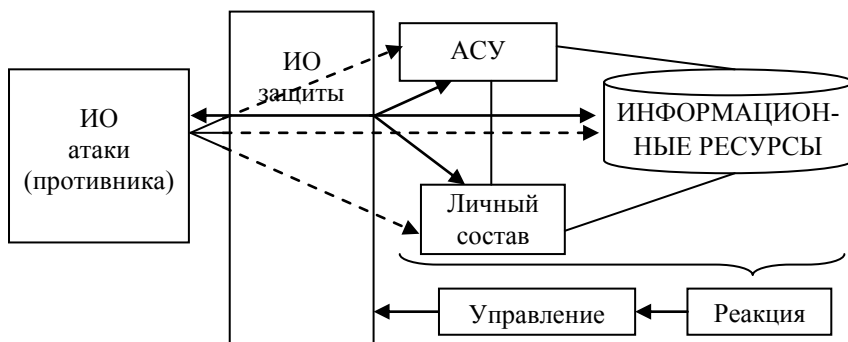 ИО
атаки
(противника)
ИО
защиты
АСУ
ИНФОРМАЦИОН-
НЫЕ РЕСУРСЫ
Личный
состав
Управление
Реакция